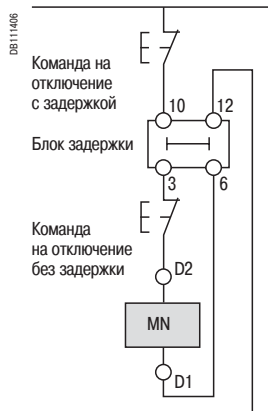 DB111406
Команда на
отключение
с задержкой
10 12
Блок задержки
3 6
Команда
на отключение
без задержки
D2
MN
D1